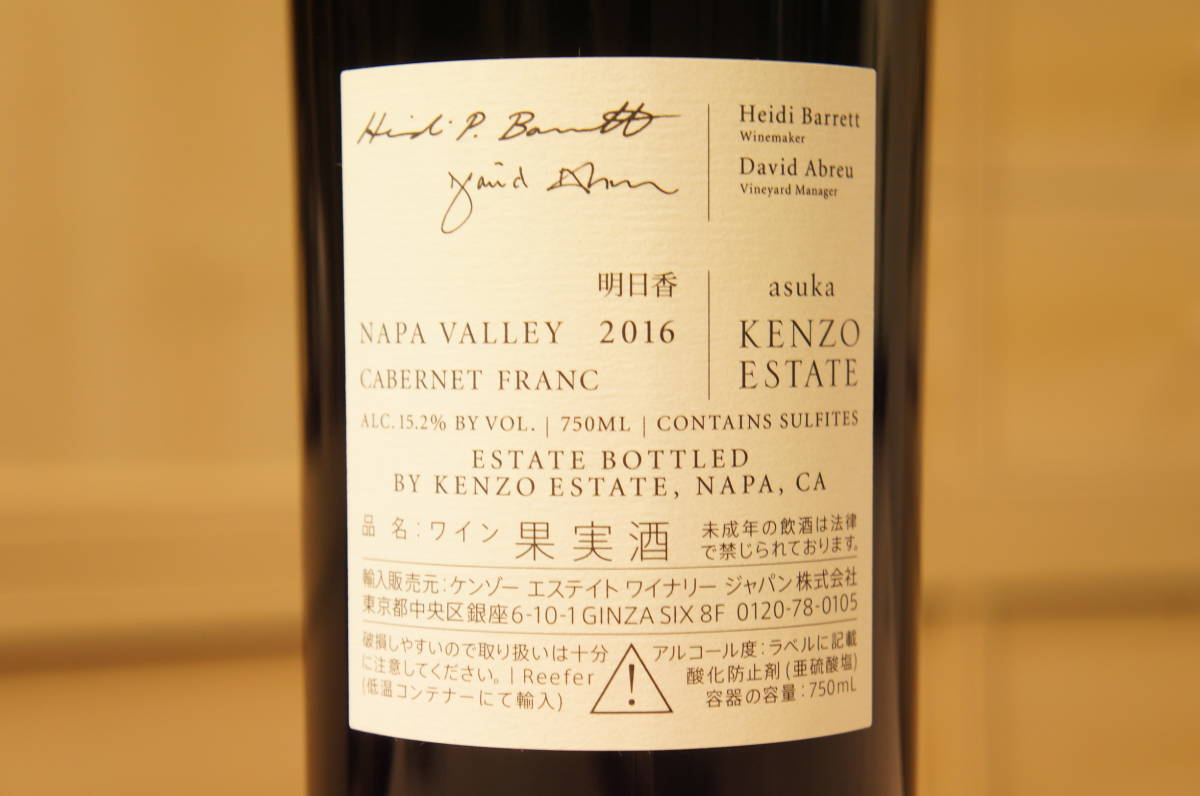 Heidi P. Barrett
David Abreu
Heidi Barrett
Winemaker
David Abreu
Vineyard Manager
明日香
NAPA VALLEY 2016
CABERNET FRANC
asuka
KENZO
ESTATE
ALC. 15.2% BY VOL. | 750ML | CONTAINS SULFITES
ESTATE BOTTLED
BY KENZO ESTATE, NAPA, CA
品 名:ワイン 果実酒
未成年の飲酒は法律
で禁じられております。
輸入販売元:ケンゾー エステイト ワイナリー ジャパン株式会社
東京都中央区銀座6-10-1 GINZA SIX 8F 0120-78-0105
破損しやすいので取り扱いは十分
に注意してください。| Reefer
(低温コンテナーにて輸入)
アルコール度:ラベルに記載
酸化防止剤(亜硫酸塩)
容器の容量:750mL